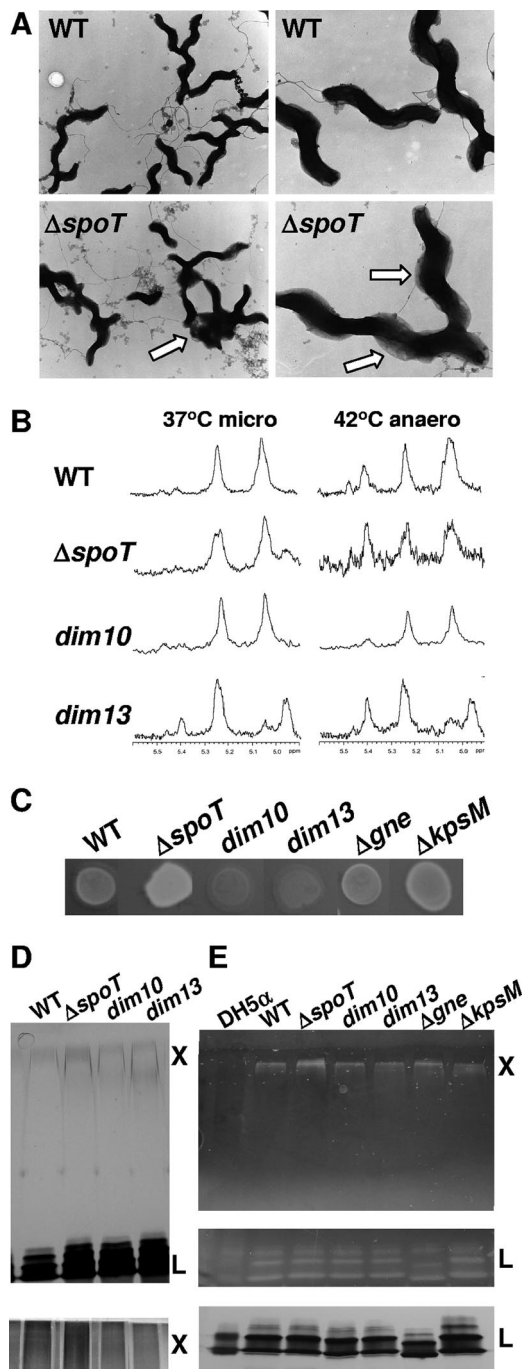 A
WT WT
ΔspoT ΔspoT
B
37°C micro 42°C anaero
WT
ΔspoT
dim10
dim13
5.5 5.4 5.3 5.2 5.1 5.0 ppm 5.5 5.4 5.3 5.2 5.1 5.0 ppm
C
WT ΔspoT dim10 dim13 Δgne ΔkpsM
D
WT ΔspoT dim10 dim13
X
L
X
E
DH5α WT ΔspoT dim10 dim13 Δgne ΔkpsM
X
L
L